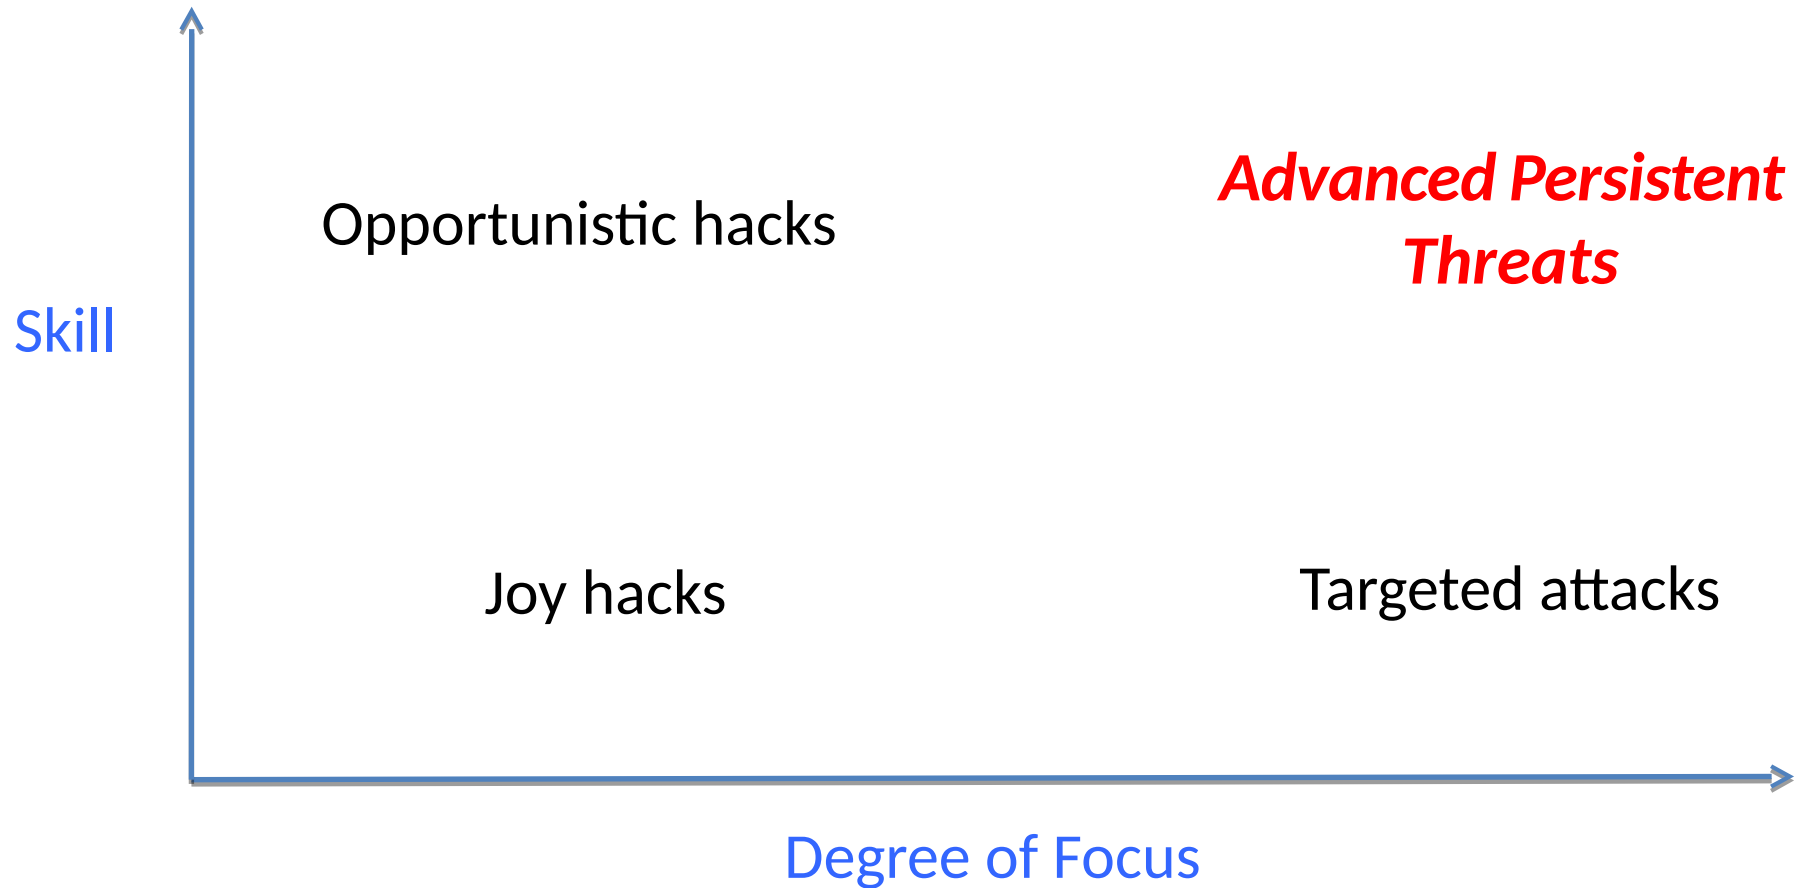 Advanced Persistent
Threats
Opportunistic hacks
Skill
Joy hacks
Targeted attacks
Degree of Focus